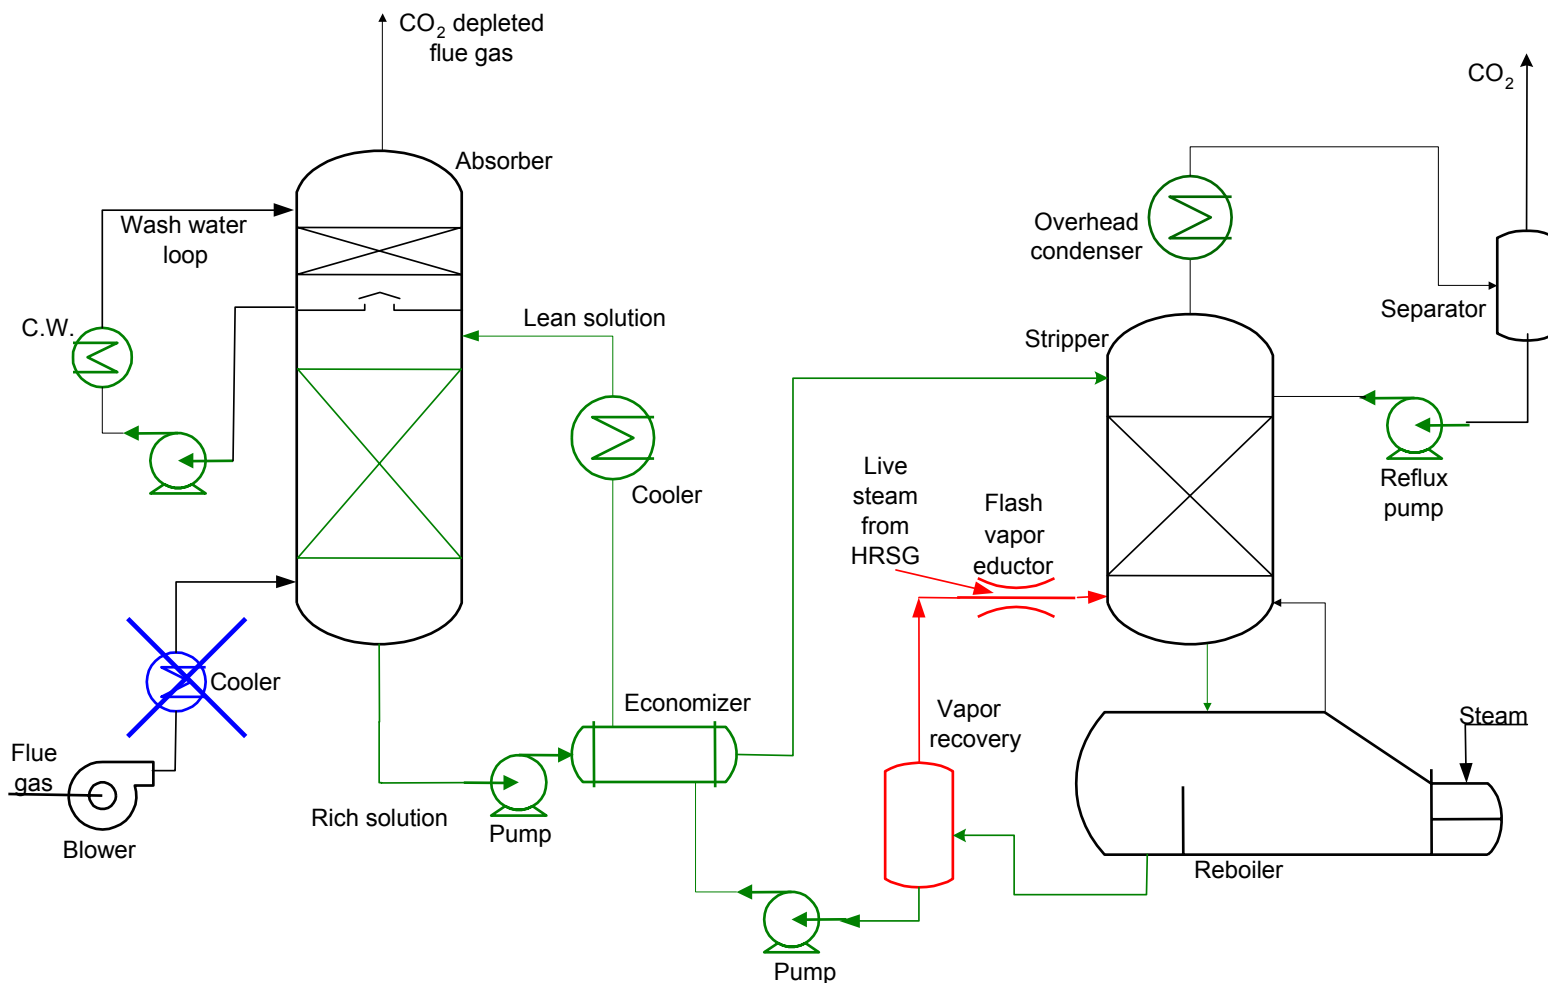 CO2 depleted
flue gas
CO2
Absorber
Wash water
loop
Overhead
condenser
Separator
C.W.
Lean solution
Stripper
Live
steam
from
HRSG
Flash
vapor
eductor
Cooler
Reflux
pump
Cooler
Economizer
Vapor
recovery
Steam
Flue
gas
Rich solution
Pump
Blower
Reboiler
Pump